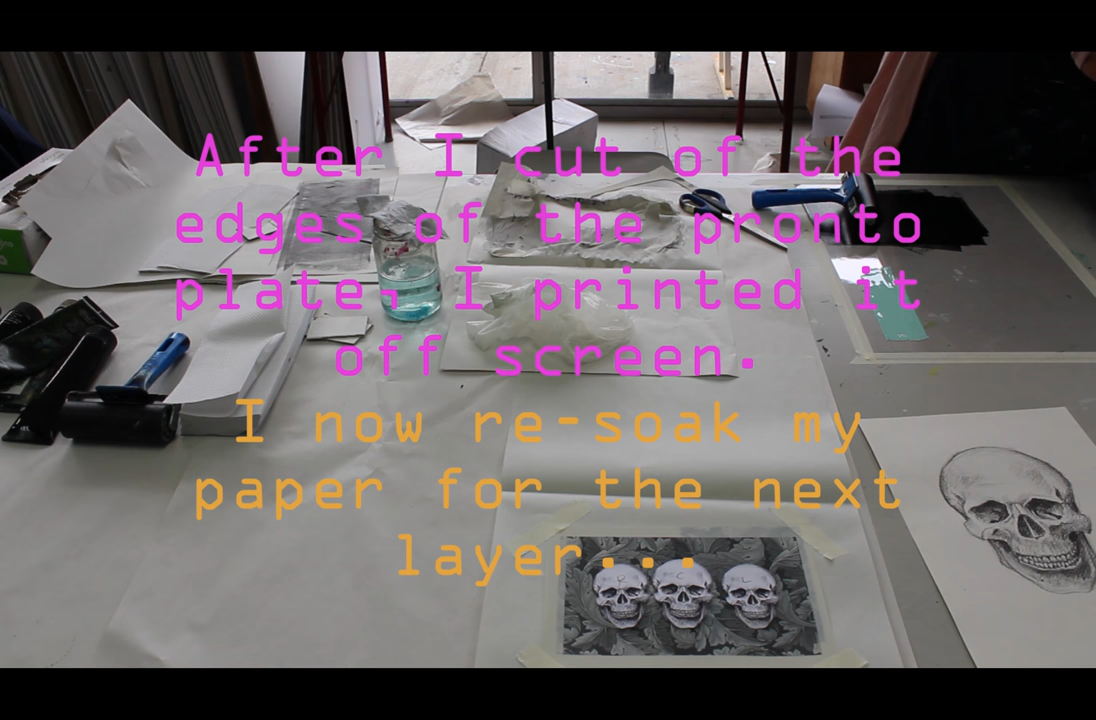 After I cut of the
edges of the pronto
plate, I printed it
off screen.
I now re-soak my
paper for the next
layer...